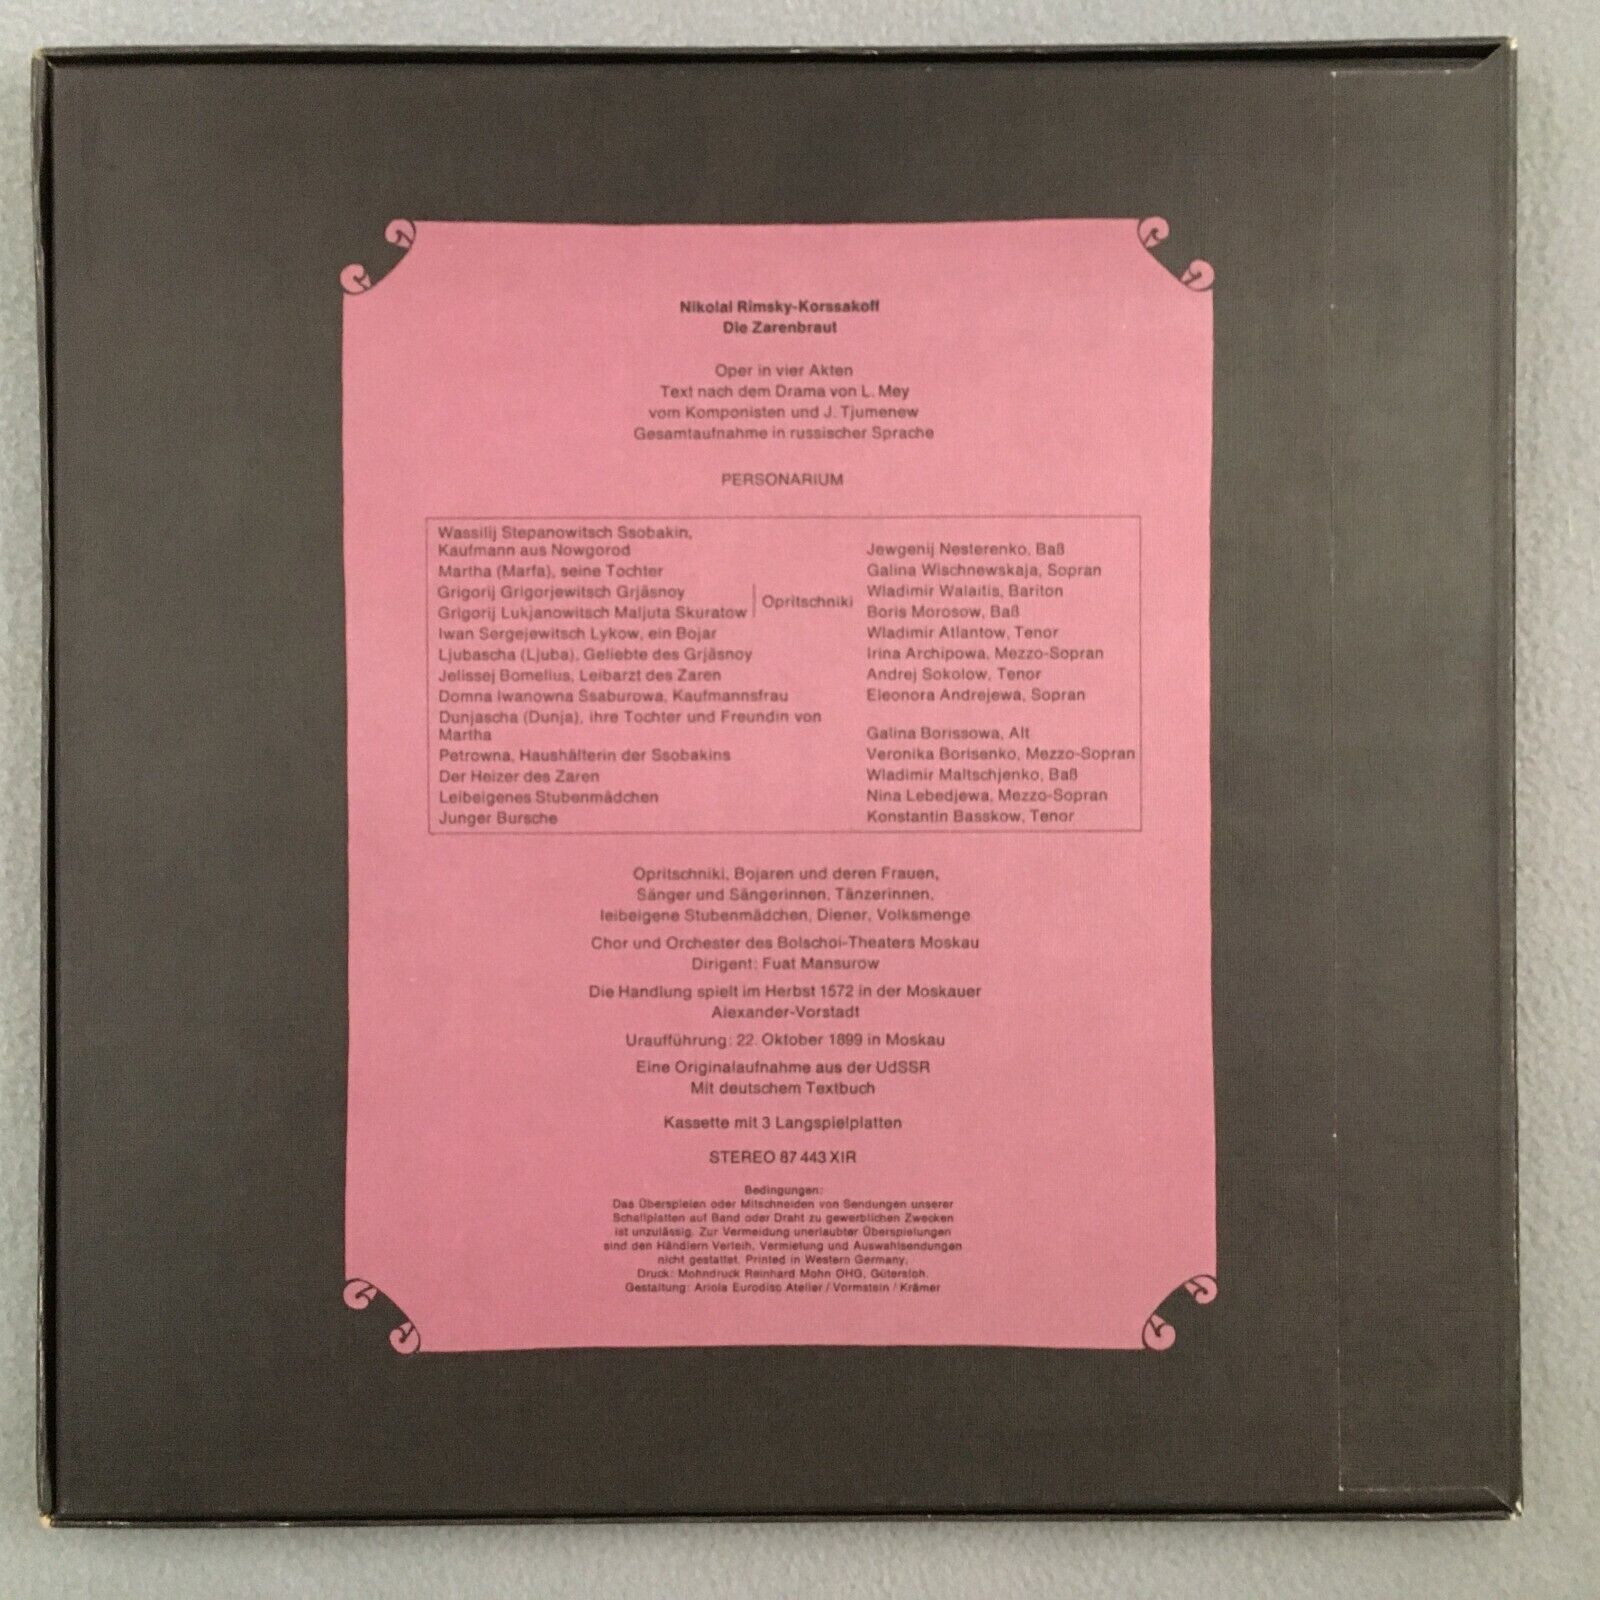 Nikolai Rimsky-Korssakoff
Die Zarenbraut
Oper in vier Akten
Text nach dem Drama von L. Mey
vom Komponisten und J. Tjumenew
Gesamtaufnahme in russischer Sprache
PERSONARIUM
Wassilij Stepanowitsch Ssobakin,
Kaufmann aus Nowgorod Jewgenij Nesterenko, Baß
Martha (Marfa), seine Tochter Galina Wischnewskaja, Sopran
Grigorij Grigorjewitsch Grjäsnoy Wladimir Walaitis, Bariton
Opritschniki
Grigorij Lukjanowitsch Maljuta Skuratow Boris Morosow, Baß
Iwan Sergejewitsch Lykow, ein Bojar Wladimir Atlantow, Tenor
Ljubascha (Ljuba), Geliebte des Grjäsnoy Irina Archipowa, Mezzo-Sopran
Jelissej Bomelius, Leibarzt des Zaren Andrej Sokolow, Tenor
Domna Iwanowna Ssaburowa, Kaufmannsfrau Eleonora Andrejewa, Sopran
Dunjascha (Dunja), ihre Tochter und Freundin von
Martha Galina Borissowa, Alt
Petrowna, Haushälterin der Ssobakins Veronika Borisenko, Mezzo-Sopran
Der Heizer des Zaren Wladimir Maltschjenko, Baß
Leibeigenes Stubenmädchen Nina Lebedjewa, Mezzo-Sopran
Junger Bursche Konstantin Basskow, Tenor
Opritschniki, Bojaren und deren Frauen,
Sänger und Sängerinnen, Tänzerinnen,
leibeigene Stubenmädchen, Diener, Volksmenge
Chor und Orchester des Bolschoi-Theaters Moskau
Dirigent: Fuat Mansurow
Die Handlung spielt im Herbst 1572 in der Moskauer
Alexander-Vorstadt
Uraufführung: 22. Oktober 1899 in Moskau
Eine Originalaufnahme aus der UdSSR
Mit deutschem Textbuch
Kassette mit 3 Langspielplatten
STEREO 87 443 XIR
Bedingungen:
Das Überspielen oder Mitschneiden von Sendungen unserer
Schallplatten auf Band oder Draht zu gewerblichen Zwecken
ist unzulässig. Zur Vermeidung unerlaubter Überspielungen
sind den Händlern Verleih, Vermietung und Auswahlsendungen
nicht gestattet. Printed in Western Germany.
Druck: Mohndruck Reinhard Mohn OHG, Gütersloh.
Gestaltung: Ariola Eurodisc Atelier / Vormstein / Krämer